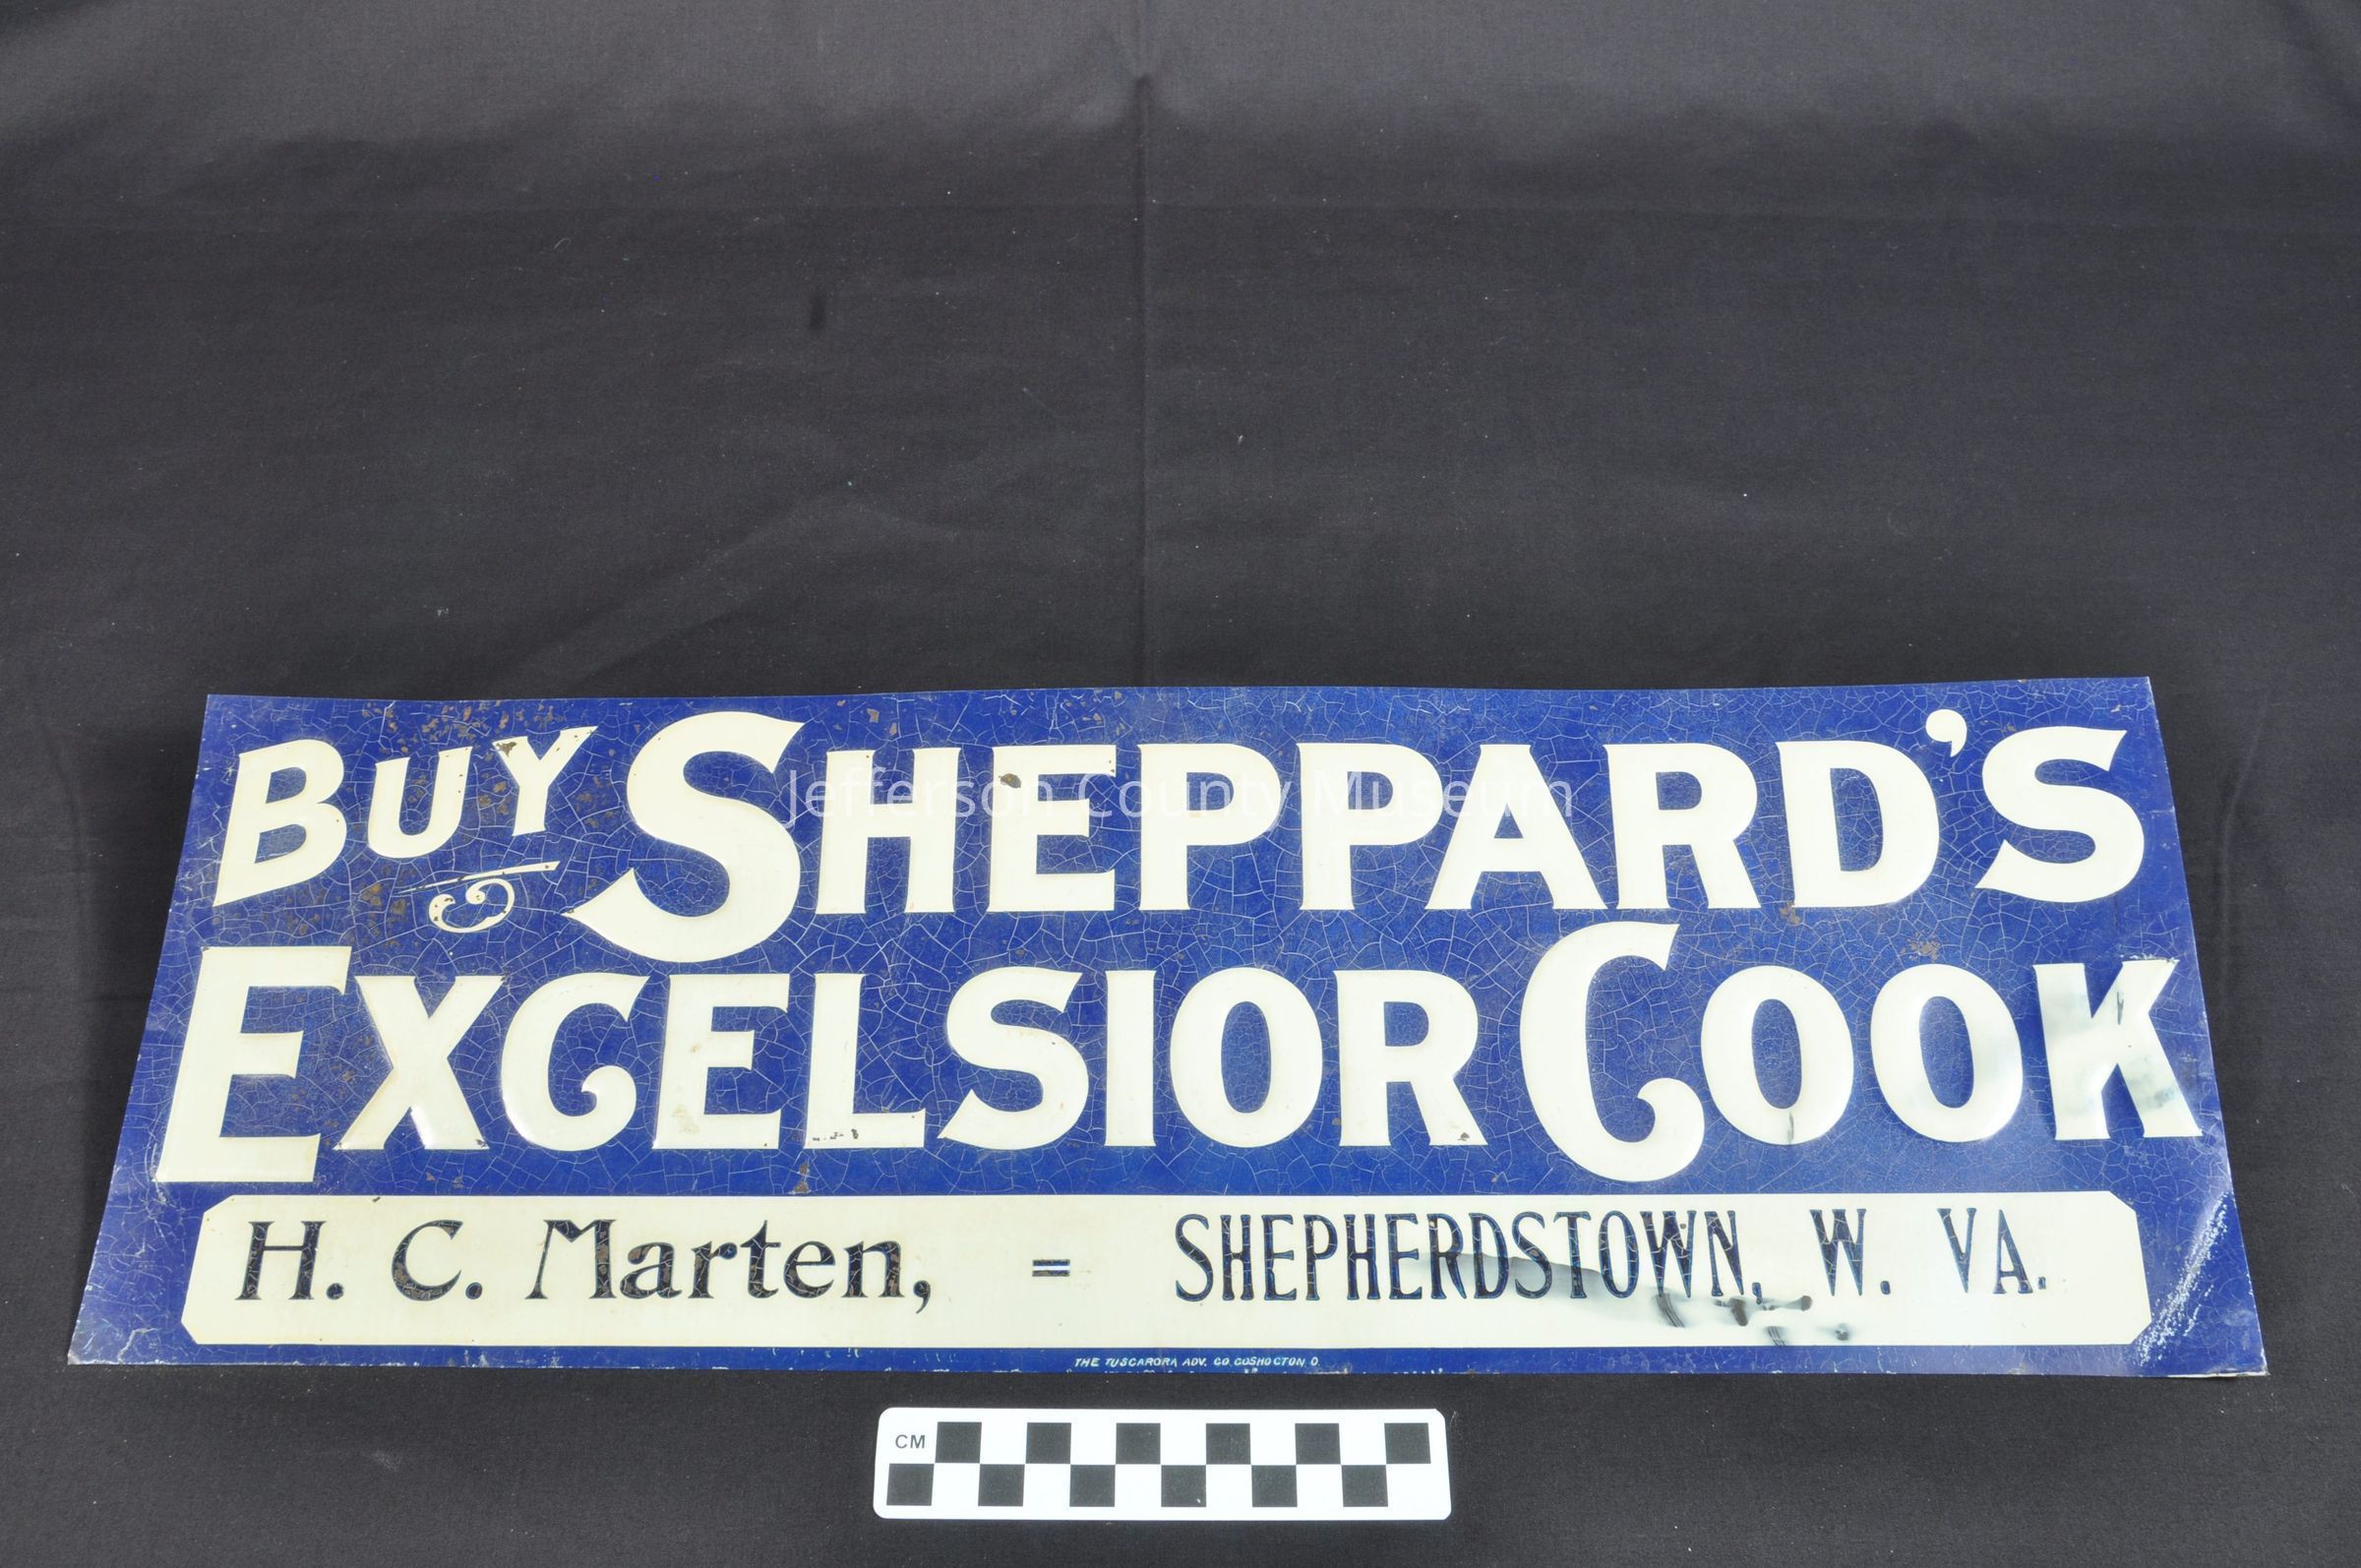 BUY SHEPPARD'S
Jefferson County Museum
EXCELSIOR COOK
H. C. Marten, = SHEPHERDSTOWN, W. VA.
THE TUSCARORA ADV. CO. COSHOCTON O.
CM